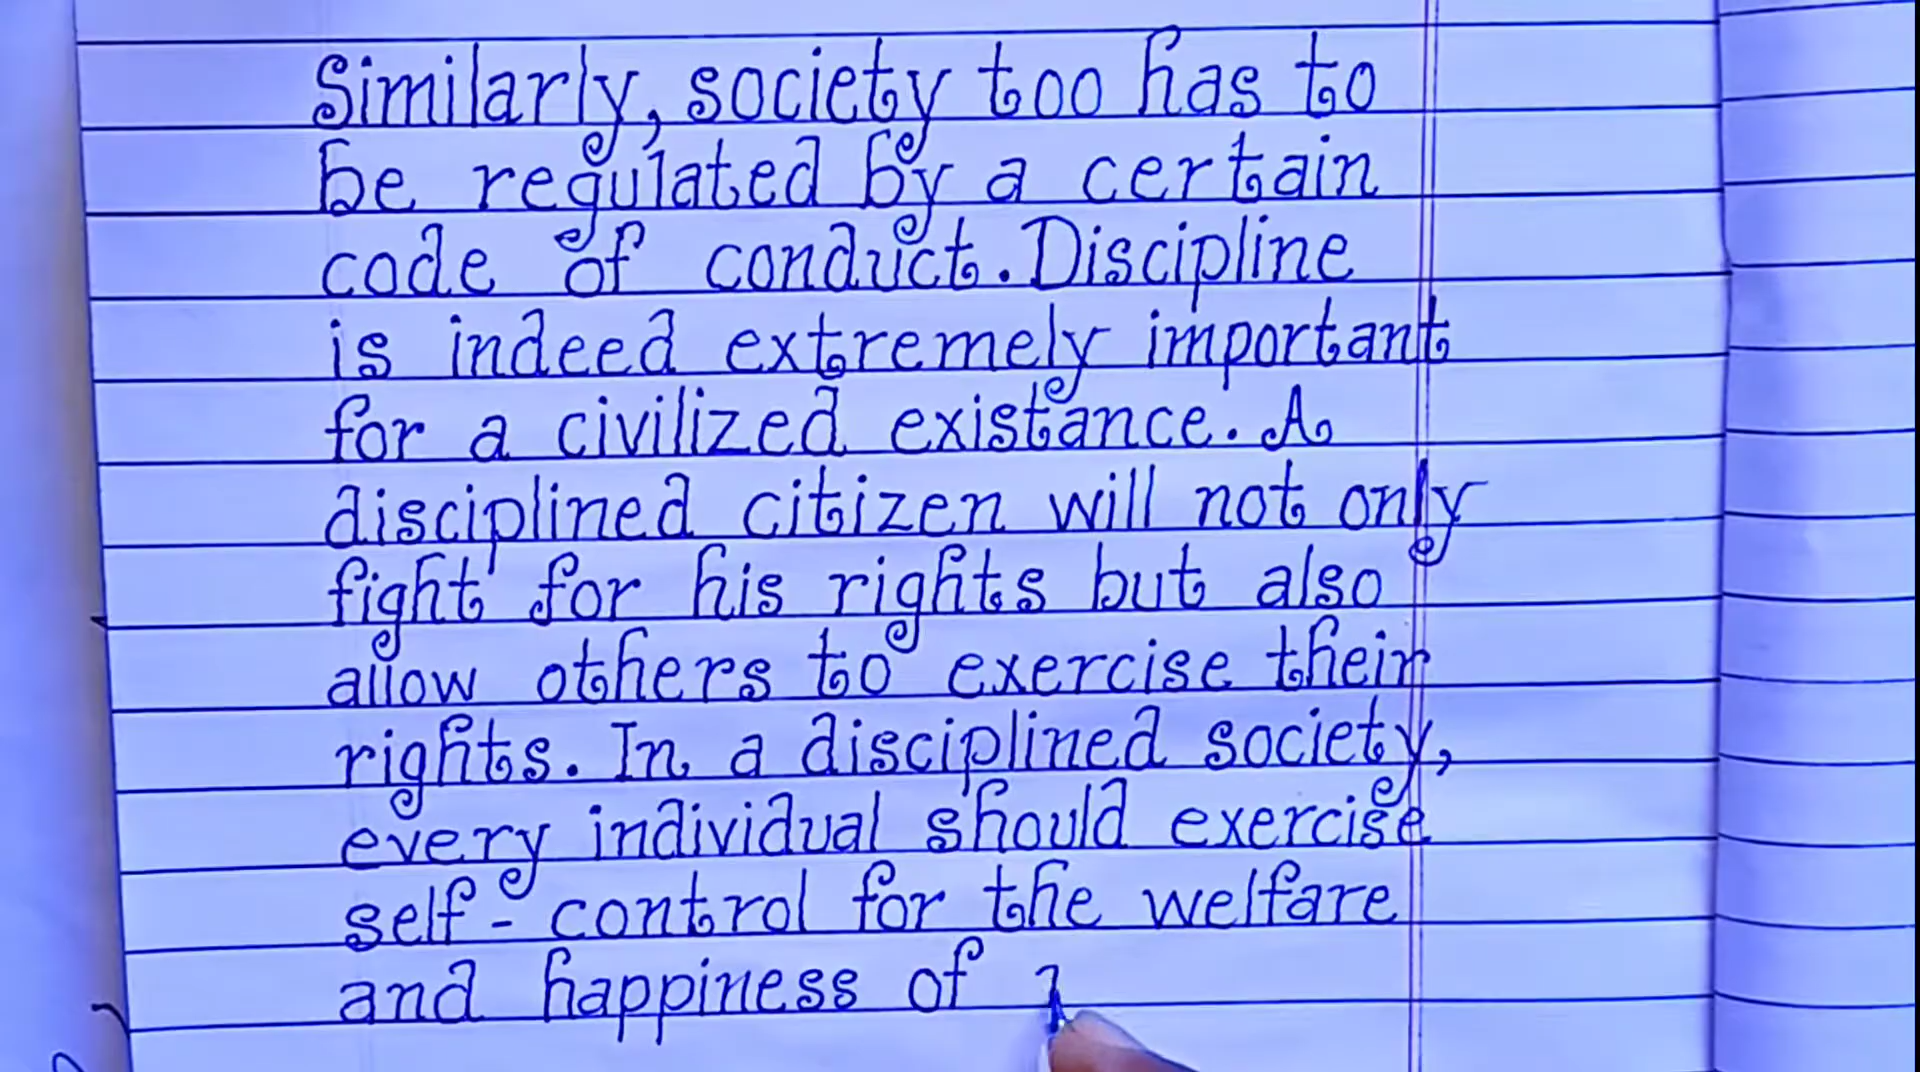 Similarly, society too has to
be regulated by a certain
code of conduct. Discipline
is indeed extremely important
for a civilized existance. A
disciplined citizen will not only
fight for his rights but also
allow others to exercise their
rights. In a disciplined society,
every individual should exercise
self-control for the welfare
and happiness of